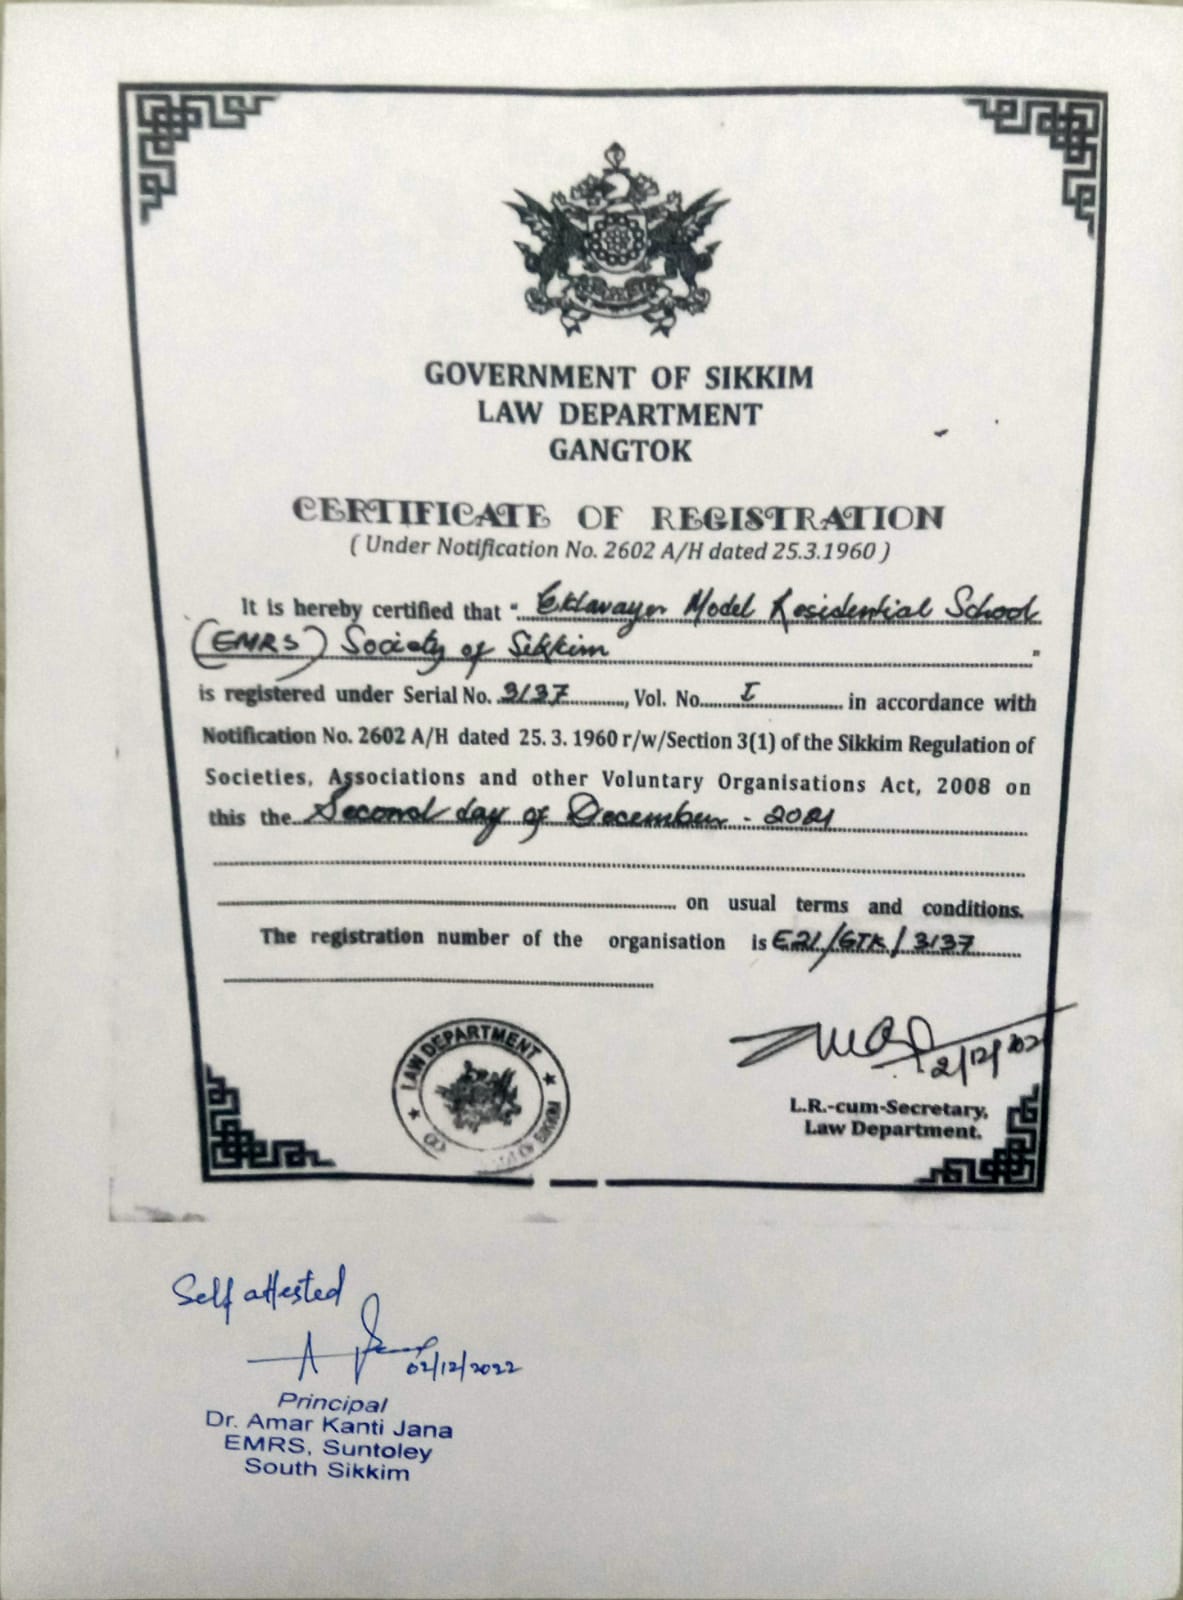 GOVERNMENT OF SIKKIM
LAW DEPARTMENT
GANGTOK
CERTIFICATE OF REGISTRATION
( Under Notification No. 2602 A/H dated 25.3.1960 )
It is hereby certified that " Eklavaya Model Residential School
(EMRS) Society of Sikkim "
is registered under Serial No. 3137, Vol. No. I in accordance with
Notification No. 2602 A/H dated 25. 3. 1960 r/w/Section 3(1) of the Sikkim Regulation of
Societies, Associations and other Voluntary Organisations Act, 2008 on
this the Second day of December - 2021
on usual terms and conditions.
The registration number of the organisation is E21/GTK/3137
LAW DEPARTMENT
SIKKIM
2/12/202
L.R.-cum-Secretary,
Law Department.
Self attested
02/12/2022
Principal
Dr. Amar Kanti Jana
EMRS, Suntoley
South Sikkim